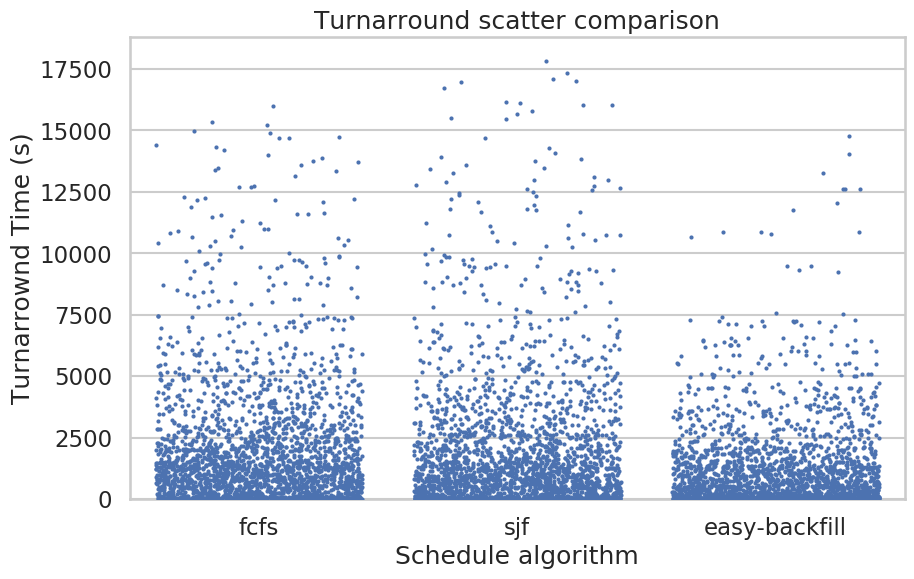 Turnarround scatter comparison
17500
15000
12500
10000
7500
5000
2500
0
Turnarrownd Time (s)
fcfs
sjf
easy-backfill
Schedule algorithm